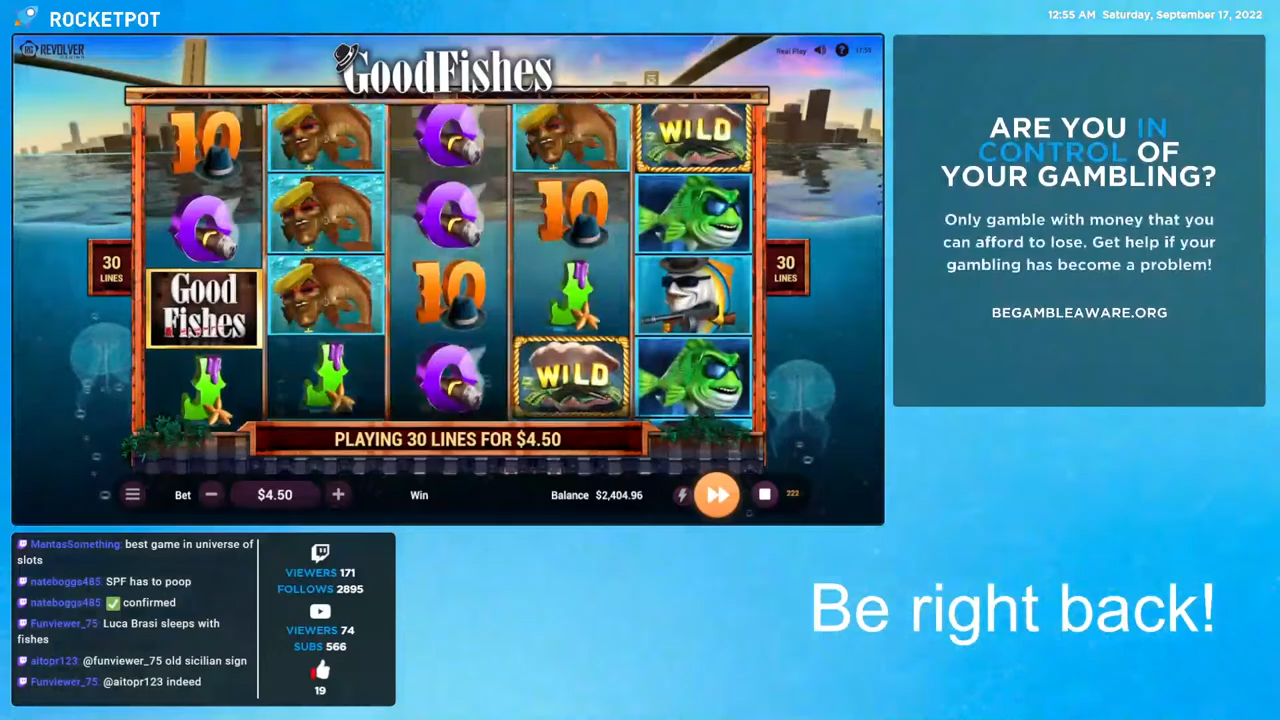 ROCKETPOT
12:55 AM Saturday, September 17, 2022
RG REVOLVER
GOODFISHES
Real Play
17:55
10
WILD
10
Good
Fishes
10
WILD
30
LINES
30
LINES
PLAYING 30 LINES FOR $4.50
Bet
$4.50
Win
Balance $2,404.96
222
ARE YOU IN
CONTROL OF
YOUR GAMBLING?
Only gamble with money that you
can afford to lose. Get help if your
gambling has become a problem!
BEGAMBLEAWARE.ORG
MantasSomething: best game in universe of
slots
nateboggs485: SPF has to poop
nateboggs485: ✅ confirmed
Funviewer_75: Luca Brasi sleeps with
fishes
aitopr123: @funviewer_75 old sicilian sign
Funviewer_75: @aitopr123 indeed
VIEWERS 171
FOLLOWS 2895
VIEWERS 74
SUBS 566
19
Be right back!